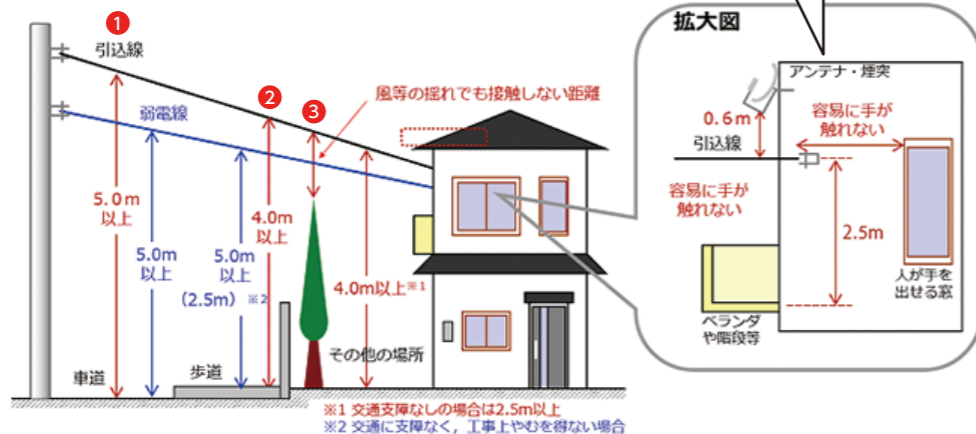 1
引込線
弱電線
2
3
風等の揺れでも接触しない距離
5.0m
以上
5.0m
以上
5.0m
以上
(2.5m) ※2
4.0m
以上
4.0m以上※1
車道
歩道
その他の場所
※1 交通支障なしの場合は2.5m以上
※2 交通に支障なく，工事上やむを得ない場合
拡大図
アンテナ・煙突
0.6m
引込線
容易に手が
触れない
容易に手が
触れない
2.5m
ベランダ
や階段等
人が手を
出せる窓